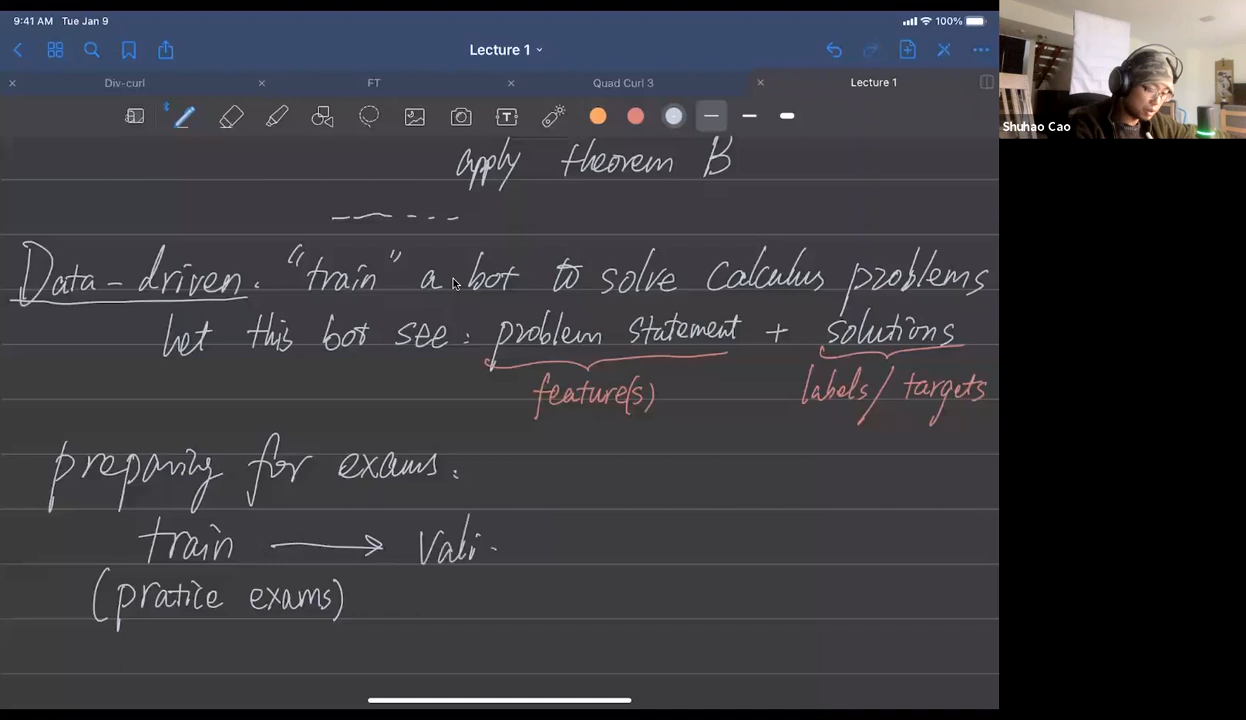 9:41 AM Tue Jan 9 100%
Lecture 1
Div-curl FT Quad Curl 3 Lecture 1
Shuhao Cao
apply theorem B
Data-driven. "train" a bot to solve Calculus problems
Let this bot see: problem statement + solutions
feature(s) labels/targets
preparing for exams:
train → Vali
(pratice exams)